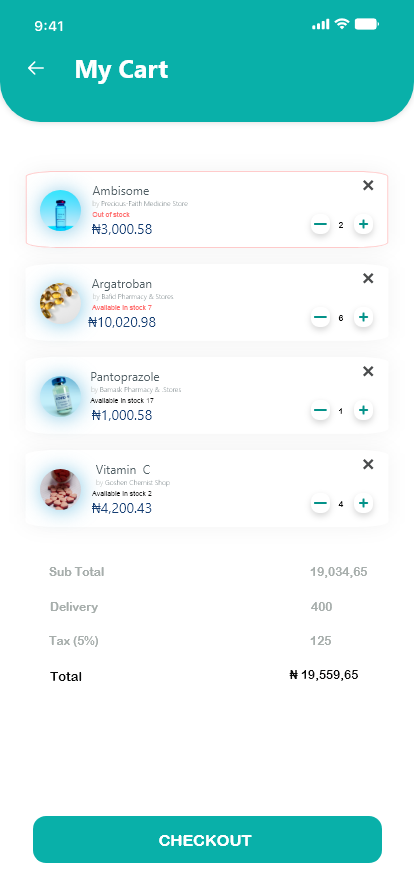 9:41
My Cart
Ambisome
by Precious-Faith Medicine Store
Out of stock
₦3,000.58
2
Argatroban
by Bafid Pharmacy & Stores
Available in stock 7
₦10,020.98
6
Pantoprazole
by Bamask Pharmacy & .Stores
Available in stock 17
₦1,000.58
1
Vitamin C
by Goshen Chemist Shop
Available in stock 2
₦4,200.43
4
Sub Total 19,034,65
Delivery 400
Tax (5%) 125
Total ₦ 19,559,65
CHECKOUT